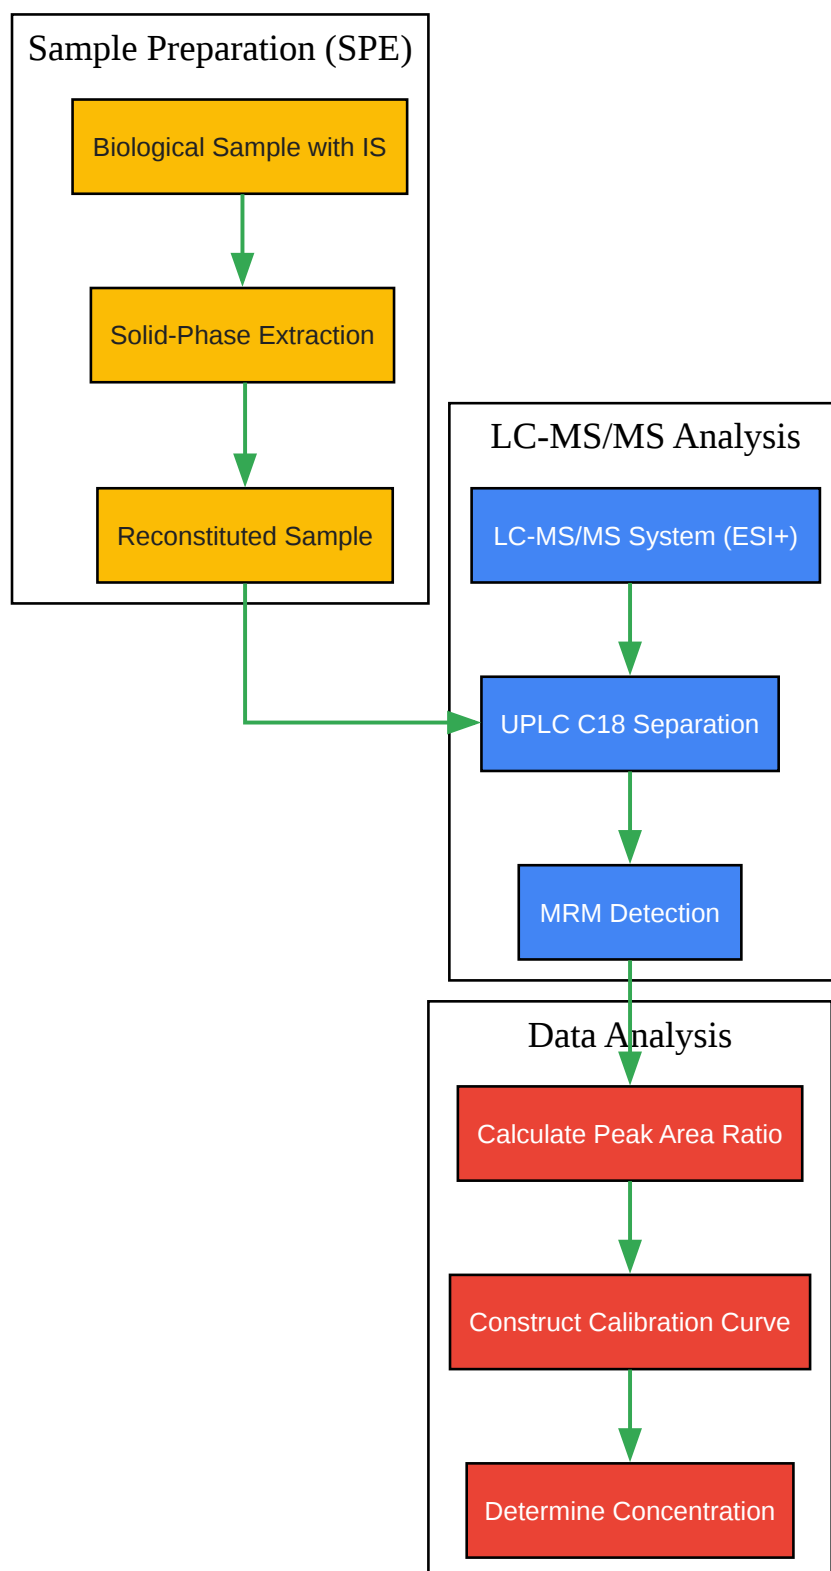 Sample Preparation (SPE)
Biological Sample with IS
Solid-Phase Extraction
Reconstituted Sample
LC-MS/MS Analysis
LC-MS/MS System (ESI+)
UPLC C18 Separation
MRM Detection
Data Analysis
Calculate Peak Area Ratio
Construct Calibration Curve
Determine Concentration